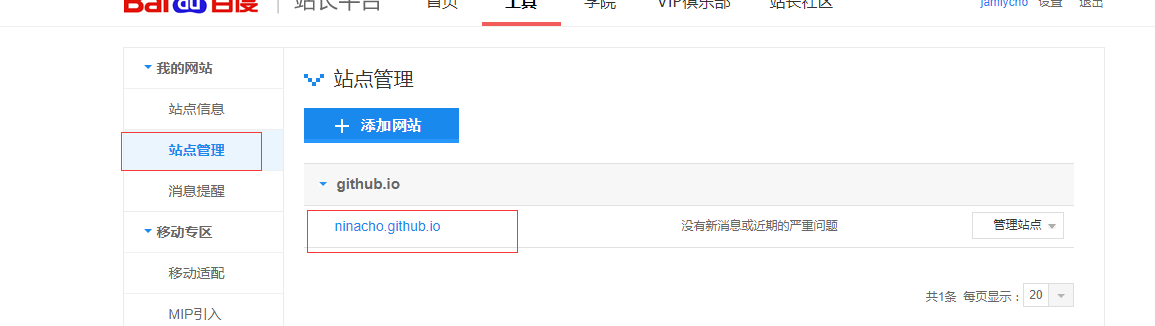 Bai du 百度 | 站长平台 首页 工具 学院 VIP俱乐部 站长社区 jamlycho 设置 退出
我的网站
站点信息
站点管理
消息提醒
移动专区
移动适配
MIP引入
站点管理
添加网站
github.io
ninacho.github.io 没有新消息或近期的严重问题 管理站点
共1条 每页显示：20